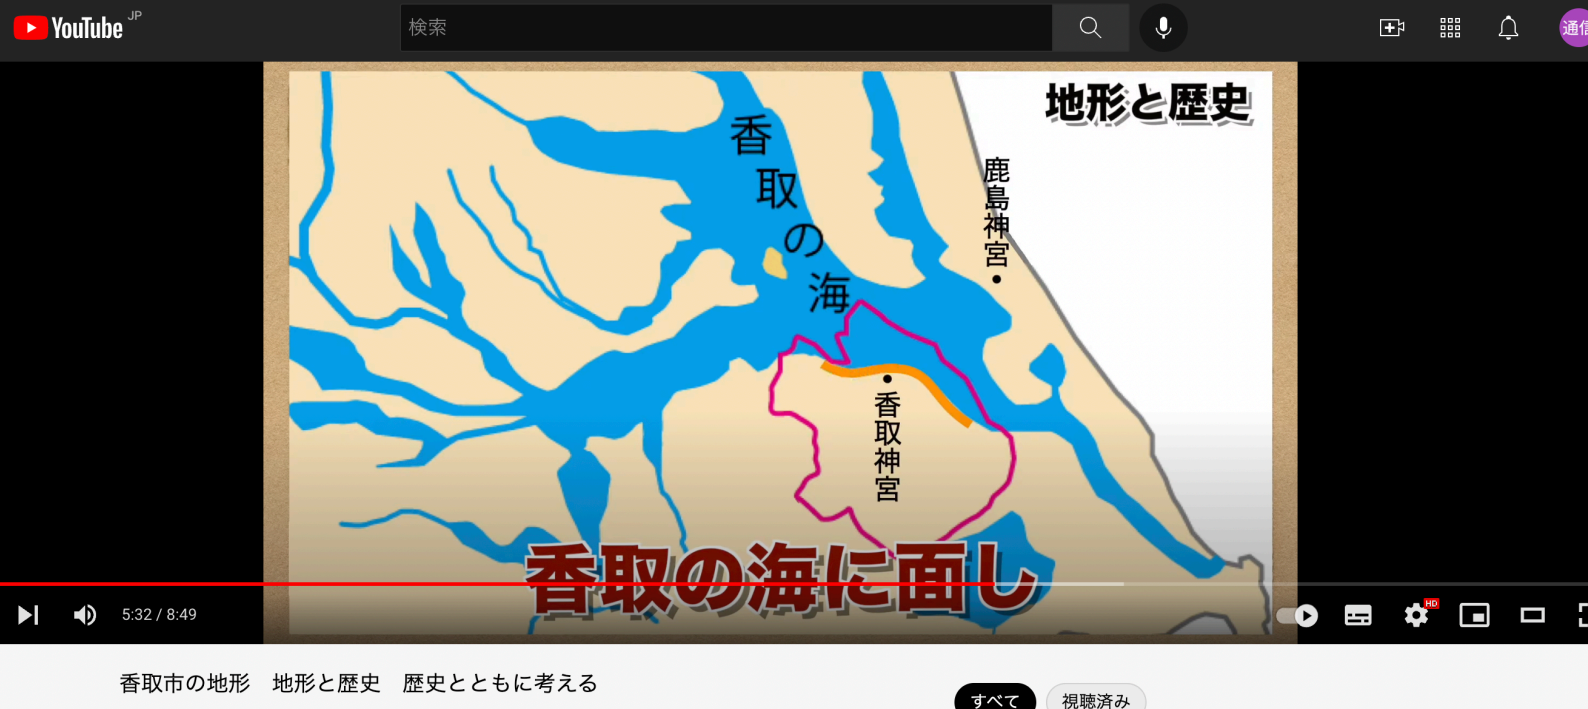 YouTube JP
検索
通信
地形と歴史
香取の海
鹿島神宮
香取神宮
香取の海に面し
5:32 / 8:49
HD
香取市の地形　地形と歴史　歴史とともに考える
すべて
視聴済み